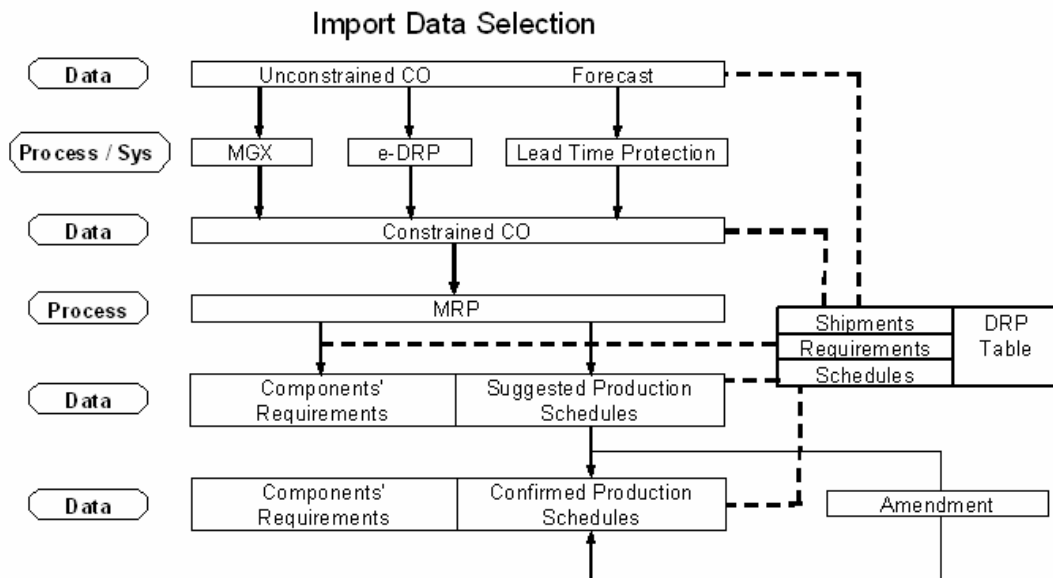 Import Data Selection
Data
Unconstrained CO
Forecast
Process / Sys
MGX
e-DRP
Lead Time Protection
Data
Constrained CO
Process
MRP
Shipments
Requirements
Schedules
DRP
Table
Data
Components'
Requirements
Suggested Production
Schedules
Data
Components'
Requirements
Confirmed Production
Schedules
Amendment